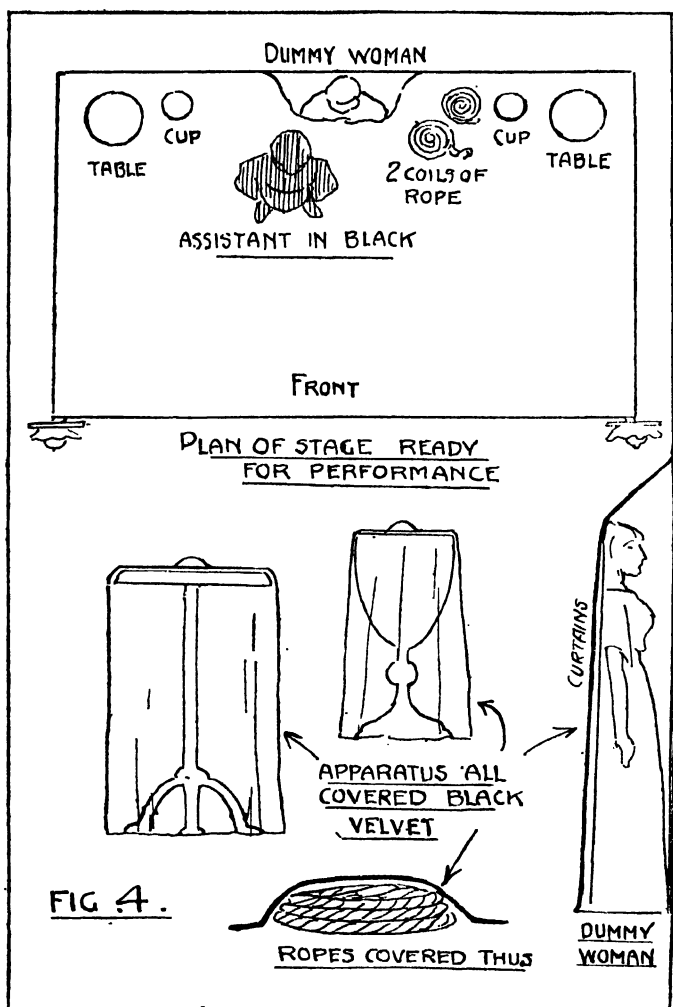 DUMMY WOMAN
TABLE
CUP
2 COILS OF
ROPE
CUP
TABLE
ASSISTANT IN BLACK
FRONT
PLAN OF STAGE READY
FOR PERFORMANCE
CURTAINS
APPARATUS ALL
COVERED BLACK
VELVET
FIG 4.
ROPES COVERED THUS
DUMMY
WOMAN